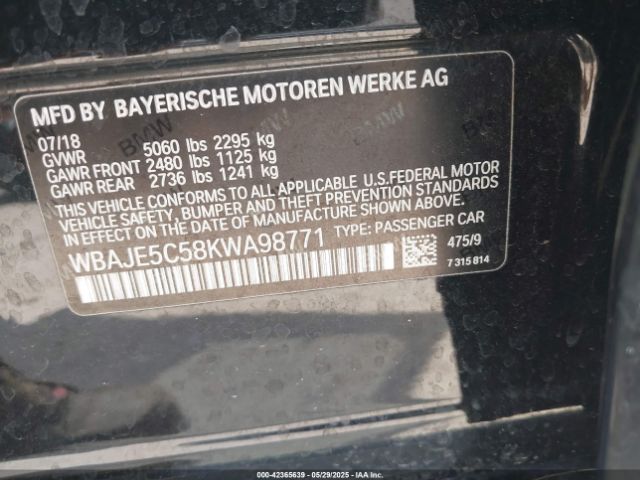 MFD BY BAYERISCHE MOTOREN WERKE AG
07/18
GVWR 5060 lbs 2295 kg
GAWR FRONT 2480 lbs 1125 kg
GAWR REAR 2736 lbs 1241 kg
THIS VEHICLE CONFORMS TO ALL APPLICABLE U.S.FEDERAL MOTOR
VEHICLE SAFETY, BUMPER AND THEFT PREVENTION STANDARDS
IN EFFECT ON THE DATE OF MANUFACTURE SHOWN ABOVE.
WBAJE5C58KWA98771 TYPE: PASSENGER CAR
475/9
7 315 814
000-42365639 - 05/29/2025 - IAA Inc.